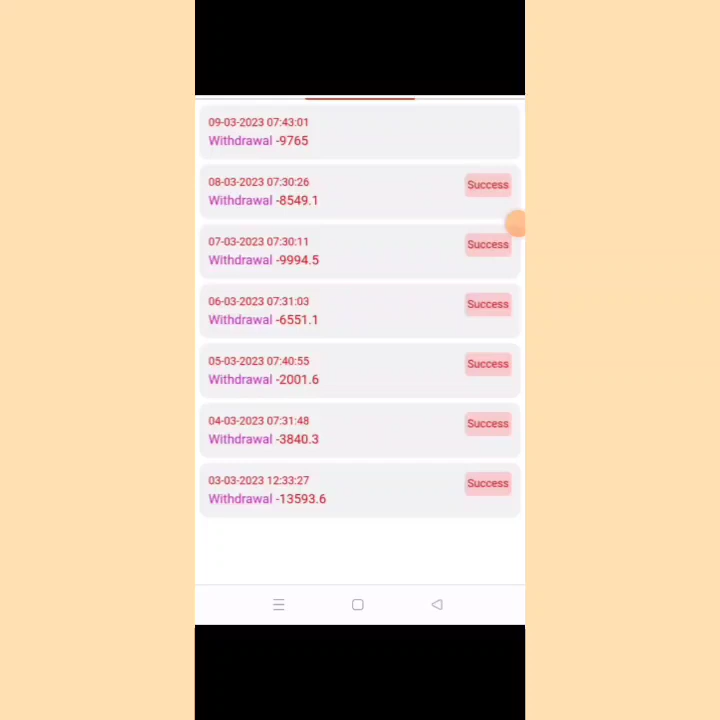 09-03-2023 07:43:01
Withdrawal -9765
08-03-2023 07:30:26
Success
Withdrawal -8549.1
07-03-2023 07:30:11
Success
Withdrawal -9994.5
06-03-2023 07:31:03
Success
Withdrawal -6551.1
05-03-2023 07:40:55
Success
Withdrawal -2001.6
04-03-2023 07:31:48
Success
Withdrawal -3840.3
03-03-2023 12:33:27
Success
Withdrawal -13593.6